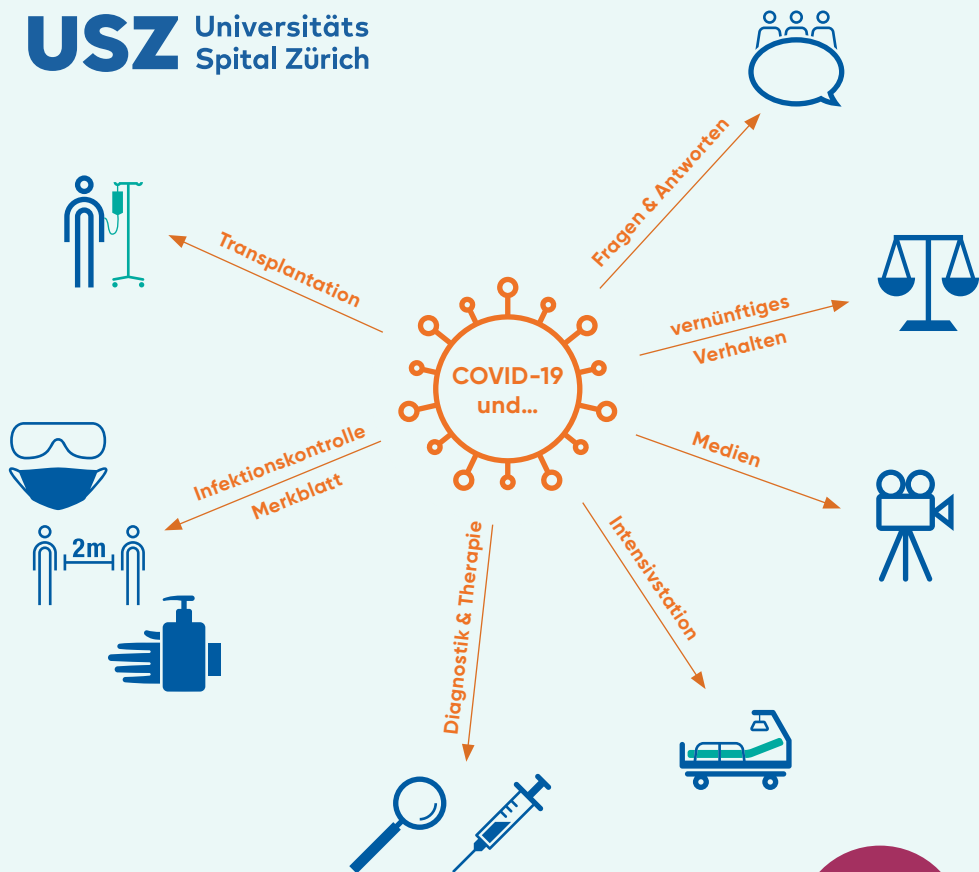 USZ Universitäts
Spital Zürich
Fragen & Antworten
Transplantation
vernünftiges
Verhalten
COVID-19
und...
Medien
Infektionskontrolle
Merkblatt
2m
Intensivstation
Diagnostik & Therapie